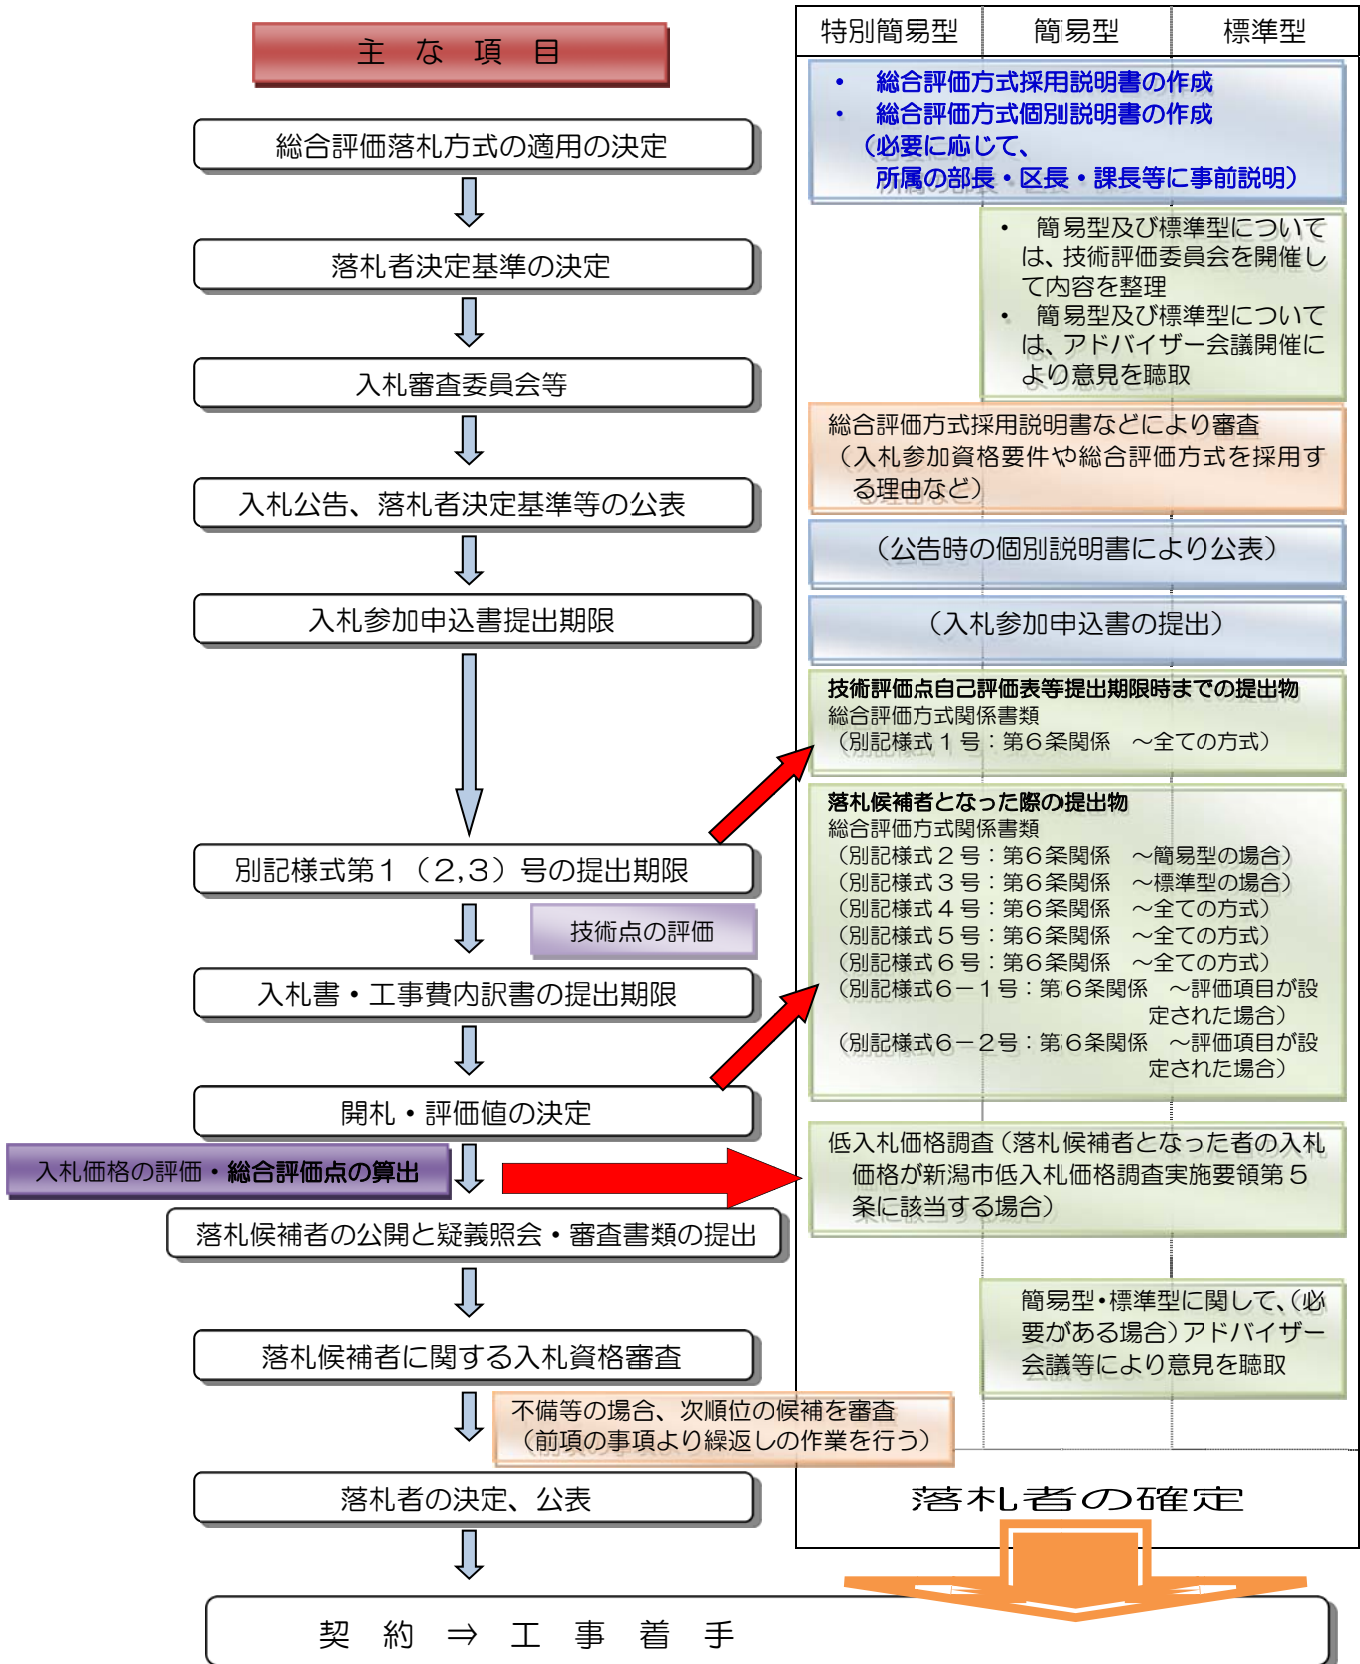 主 な 項 目
特別簡易型 簡易型 標準型
・ 総合評価方式採用説明書の作成
・ 総合評価方式個別説明書の作成
（必要に応じて、
所属の部長・区長・課長等に事前説明）
総合評価落札方式の適用の決定
・ 簡易型及び標準型について
は、技術評価委員会を開催し
て内容を整理
・ 簡易型及び標準型について
は、アドバイザー会議開催に
より意見を聴取
落札者決定基準の決定
入札審査委員会等
総合評価方式採用説明書などにより審査
（入札参加資格要件や総合評価方式を採用す
る理由など）
入札公告、落札者決定基準等の公表
（公告時の個別説明書により公表）
入札参加申込書提出期限
（入札参加申込書の提出）
技術評価点自己評価表等提出期限時までの提出物
総合評価方式関係書類
（別記様式１号：第６条関係 ～全ての方式）
落札候補者となった際の提出物
総合評価方式関係書類
（別記様式２号：第６条関係 ～簡易型の場合）
（別記様式３号：第６条関係 ～標準型の場合）
（別記様式４号：第６条関係 ～全ての方式）
（別記様式５号：第６条関係 ～全ての方式）
（別記様式６号：第６条関係 ～全ての方式）
（別記様式６－１号：第６条関係 ～評価項目が設
定された場合）
（別記様式６－２号：第６条関係 ～評価項目が設
定された場合）
別記様式第１（２,３）号の提出期限
技術点の評価
入札書・工事費内訳書の提出期限
開札・評価値の決定
入札価格の評価・総合評価点の算出
低入札価格調査（落札候補者となった者の入札
価格が新潟市低入札価格調査実施要領第５
条に該当する場合）
落札候補者の公開と疑義照会・審査書類の提出
簡易型・標準型に関して、（必
要がある場合）アドバイザー
会議等により意見を聴取
落札候補者に関する入札資格審査
不備等の場合、次順位の候補を審査
（前項の事項より繰返しの作業を行う）
落札者の決定、公表
落札者の確定
契 約 ⇒ 工 事 着 手